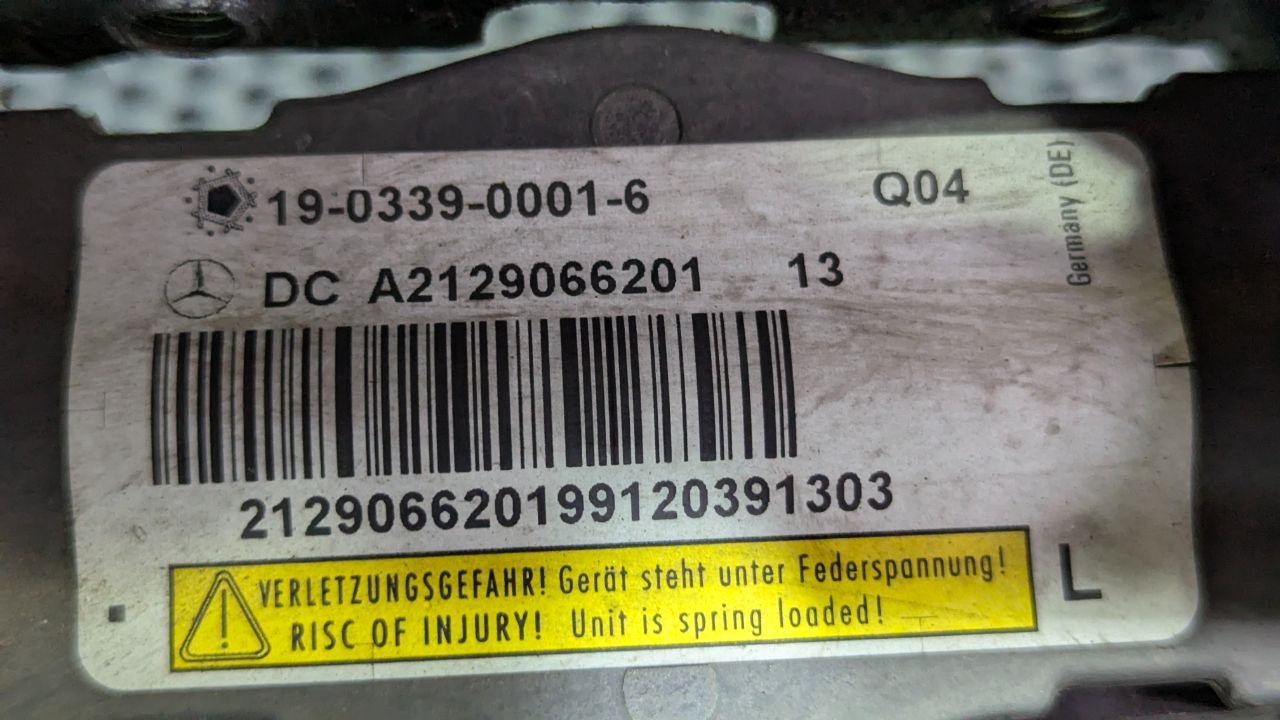 19-0339-0001-6 Q04
Germany (DE)
DC A2129066201 13
212906620199120391303
VERLETZUNGSGEFAHR! Gerät steht unter Federspannung!
RISC OF INJURY! Unit is spring loaded!
L